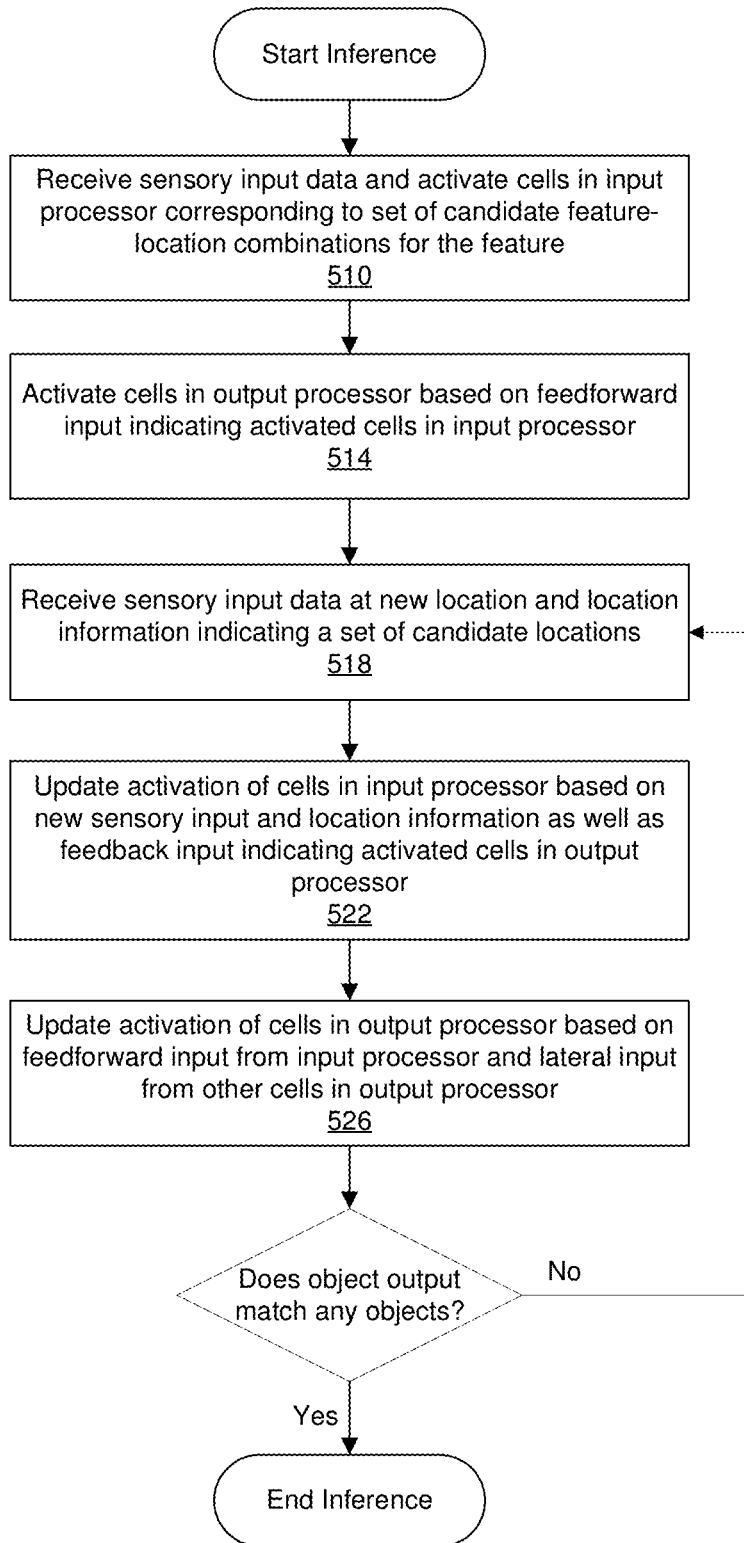 Start Inference
Receive sensory input data and activate cells in input
processor corresponding to set of candidate feature-
location combinations for the feature
510
Activate cells in output processor based on feedforward
input indicating activated cells in input processor
514
Receive sensory input data at new location and location
information indicating a set of candidate locations
518
Update activation of cells in input processor based on
new sensory input and location information as well as
feedback input indicating activated cells in output
processor
522
Update activation of cells in output processor based on
feedforward input from input processor and lateral input
from other cells in output processor
526
Does object output
match any objects?
No
Yes
End Inference